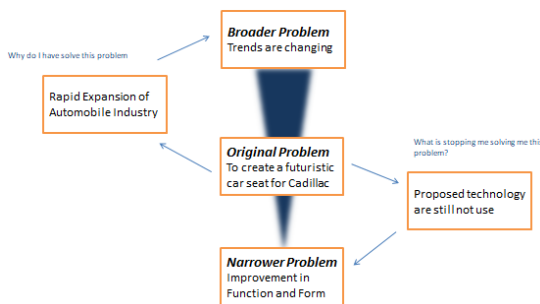 Broader Problem
Trends are changing
Why do I have solve this problem
Rapid Expansion of
Automobile Industry
What is stopping me solving me thi
problem?
Original Problem
To create a futuristic
car seat for Cadillac
Proposed technology
are still not use
Narrower Problem
Improvement in
Function and Form